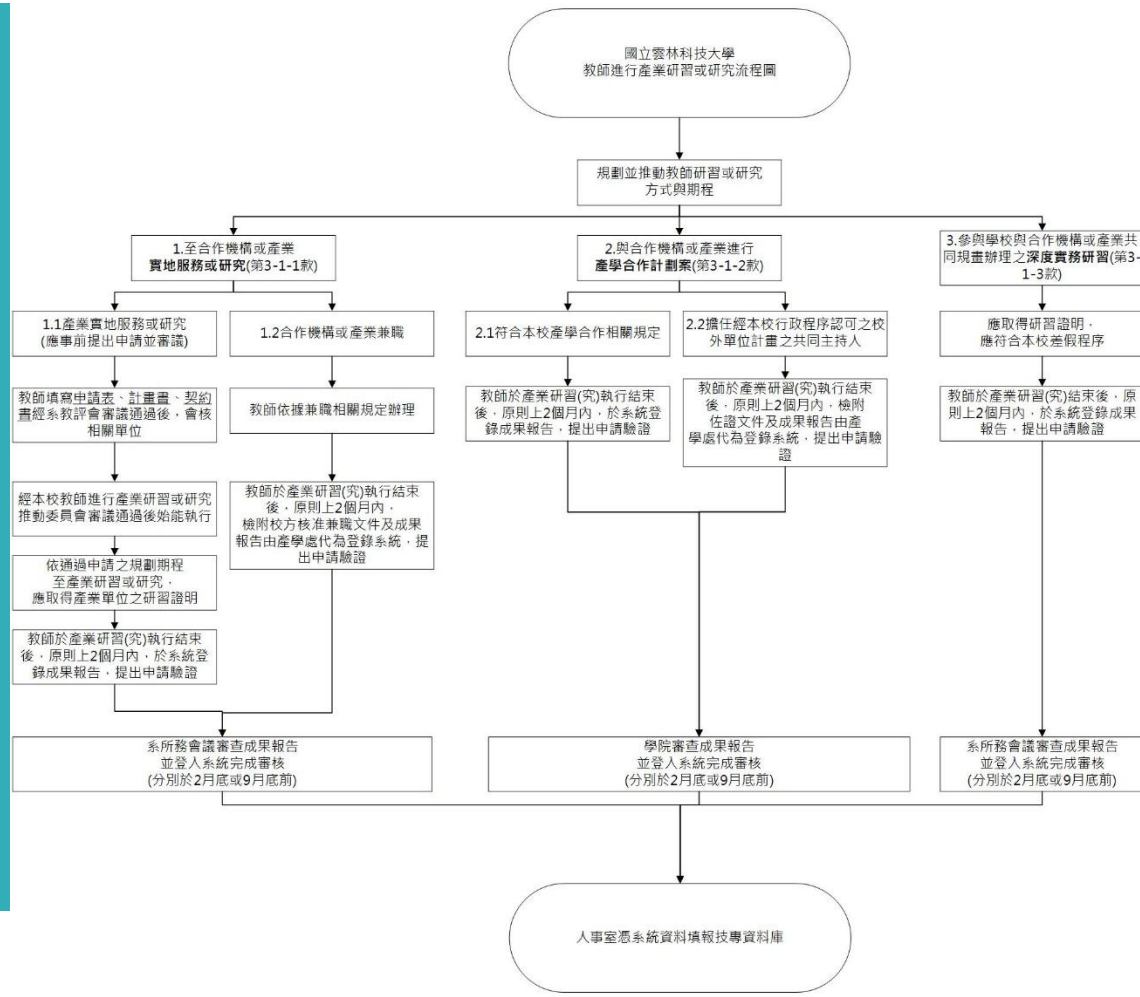 國立雲林科技大學
教師進行產業研習或研究流程圖
規劃並推動教師研習或研究
方式與期程
1.至合作機構或產業
實地服務或研究(第3-1-1款)
2.與合作機構或產業進行
產學合作計劃案(第3-1-2款)
3.參與學校與合作機構或產業共
同規畫辦理之深度實務研習(第3-
1-3款)
1.1產業實地服務或研究
(應事前提出申請並審議)
1.2合作機構或產業兼職
2.1符合本校產學合作相關規定
2.2擔任經本校行政程序認可之校
外單位計畫之共同主持人
應取得研習證明，
應符合本校差假程序
教師填寫申請表、計畫書、契約
書經系教評會審議通過後，會核
相關單位
教師依據兼職相關規定辦理
教師於產業研習(究)執行結束
後，原則上2個月內，於系統登
錄成果報告，提出申請驗證
教師於產業研習(究)執行結束
後，原則上2個月內，檢附
佐證文件及成果報告由產
學處代為登錄系統，提出申請驗
證
教師於產業研習(究)結束後，原
則上2個月內，於系統登錄成果
報告，提出申請驗證
經本校教師進行產業研習或研究
推動委員會審議通過後始能執行
教師於產業研習(究)執行結束
後，原則上2個月內，
檢附校方核准兼職文件及成果
報告由產學處代為登錄系統，提
出申請驗證
依通過申請之規劃期程
至產業研習或研究，
應取得產業單位之研習證明
教師於產業研習(究)執行結束
後，原則上2個月內，於系統登
錄成果報告，提出申請驗證
系所務會議審查成果報告
並登入系統完成審核
(分別於2月底或9月底前)
學院審查成果報告
並登入系統完成審核
(分別於2月底或9月底前)
系所務會議審查成果報告
並登入系統完成審核
(分別於2月底或9月底前)
人事室憑系統資料填報技專資料庫